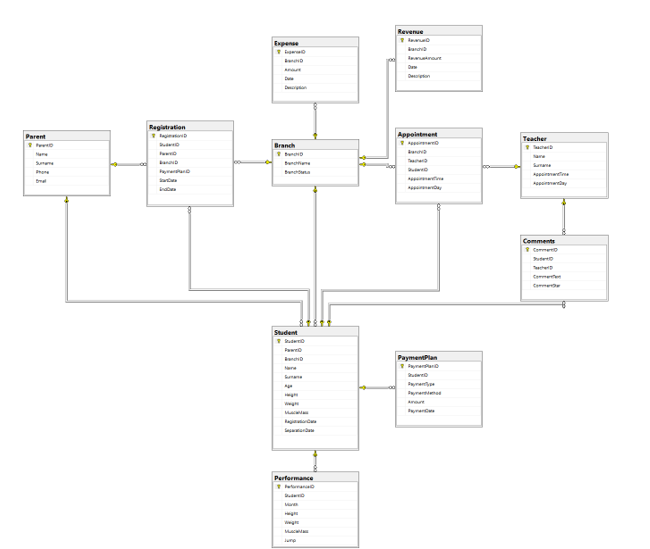 Expense
ExpenseID
BranchID
Amount
Date
Description
Revenue
RevenueID
BranchID
RevenueAmount
Date
Description
Parent
ParentID
Name
Surname
Phone
Email
Registration
RegistrationID
StudentID
ParentID
BranchID
PaymentPlanID
StartDate
EndDate
Branch
BranchID
BranchName
BranchStatus
Appointment
AppointmentID
BranchID
TeacherID
StudentID
AppointmentTime
AppointmentDay
Teacher
TeacherID
Name
Surname
AppointmentTime
AppointmentDay
Comments
CommentID
StudentID
TeacherID
CommentText
CommentStar
Student
StudentID
ParentID
BranchID
Name
Surname
Age
Height
Weight
MuscleMass
RegistrationDate
SeparationDate
PaymentPlan
PaymentPlanID
StudentID
PaymentType
PaymentMethod
Amount
PaymentDate
Performance
PerformanceID
StudentID
Month
Height
Weight
MuscleMass
Jump